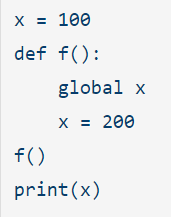 x = 100
def f():
    global x
    x = 200
f()
print(x)